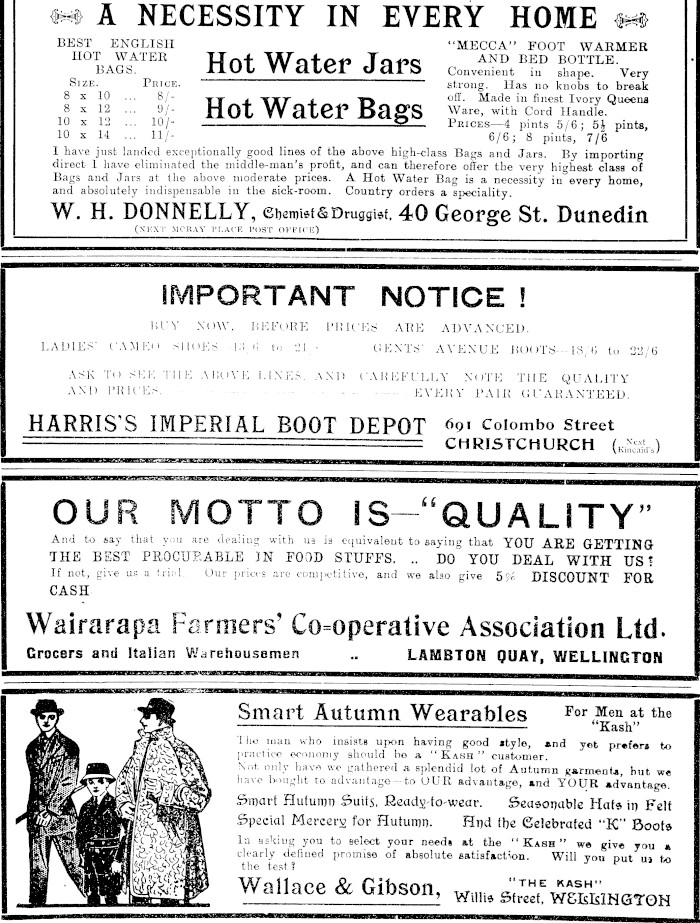 A NECESSITY IN EVERY HOME
BEST ENGLISH
HOT WATER
BAGS.
SIZE. PRICE.
8 x 10 ... 8/-
8 x 12 ... 9/-
10 x 12 ... 10/-
10 x 14 ... 11/-
Hot Water Jars
Hot Water Bags
"MECCA" FOOT WARMER
AND BED BOTTLE.
Convenient in shape. Very
strong. Has no knobs to break
off. Made in finest Ivory Queens
Ware, with Cord Handle.
PRICES—4 pints 5/6; 5½ pints,
6/6; 8 pints, 7/6
I have just landed exceptionally good lines of the above high-class Bags and Jars. By importing
direct I have eliminated the middle-man's profit, and can therefore offer the very highest class of
Bags and Jars at the above moderate prices. A Hot Water Bag is a necessity in every home,
and absolutely indispensable in the sick-room. Country orders a speciality.
W. H. DONNELLY, Chemist & Druggist, 40 George St. Dunedin
(NEXT MCRAY PLACE POST OFFICE)
IMPORTANT NOTICE!
BUY NOW, BEFORE PRICES ARE ADVANCED.
LADIES' CAMEO SHOES—13/6 to 21/- GENTS' AVENUE BOOTS—18/6 to 22/6
ASK TO SEE THE ABOVE LINES, AND CAREFULLY NOTE THE QUALITY
AND PRICES. EVERY PAIR GUARANTEED.
HARRIS'S IMPERIAL BOOT DEPOT 691 Colombo Street
CHRISTCHURCH (Next Kincaid's)
OUR MOTTO IS—"QUALITY"
And to say that you are dealing with us is equivalent to saying that YOU ARE GETTING
THE BEST PROCURABLE IN FOOD STUFFS. .. DO YOU DEAL WITH US?
If not, give us a trial. Our prices are competitive, and we also give 5% DISCOUNT FOR
CASH
Wairarapa Farmers' Co=operative Association Ltd.
Grocers and Italian Warehousemen .. LAMBTON QUAY, WELLINGTON
Smart Autumn Wearables For Men at the
"Kash"
The man who insists upon having good style, and yet prefers to
practice economy should be a "KASH" customer.
Not only have we gathered a splendid lot of Autumn garments, but we
have bought to advantage—to OUR advantage, and YOUR advantage.
Smart Autumn Suits, Ready-to-wear. Seasonable Hats in Felt
Special Mercery for Autumn. And the Celebrated "K" Boots
In asking you to select your needs at the "KASH" we give you a
clearly defined promise of absolute satisfaction. Will you put us to
the test?
Wallace & Gibson, "THE KASH"
Willis Street, WELLINGTON